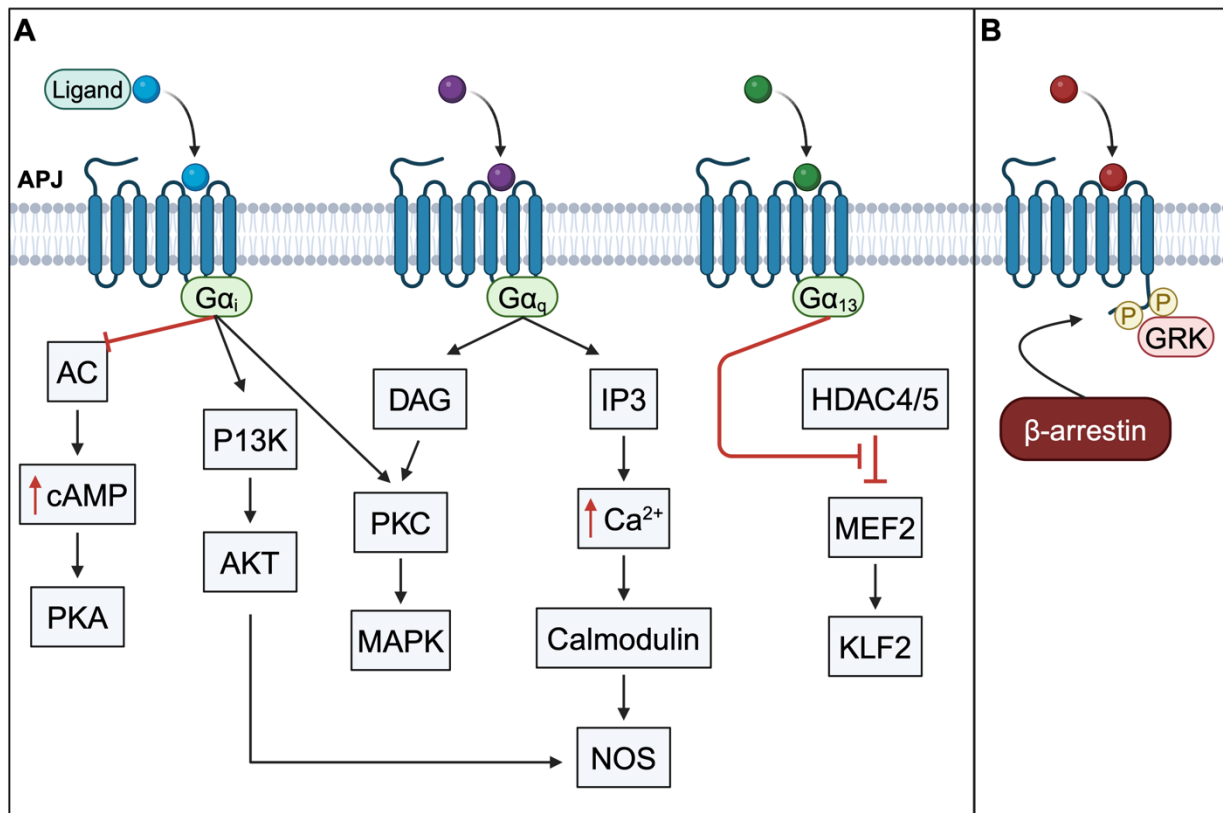 A
B
Ligand
APJ
Gαi
Gαq
Gα13
P
P
GRK
AC
DAG
IP3
HDAC4/5
P13K
β-arrestin
cAMP
PKC
Ca²⁺
MEF2
AKT
PKA
MAPK
Calmodulin
KLF2
NOS